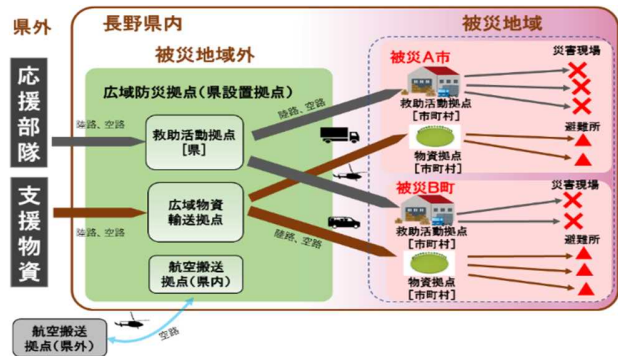 県外
長野県内
被災地域
被災地域外
応援部隊
支援物資
広域防災拠点(県設置拠点)
陸路、空路
救助活動拠点
[県]
陸路、空路
広域物資
輸送拠点
陸路、空路
陸路、空路
航空搬送
拠点(県内)
航空搬送
拠点(県外)
空路
被災A市
救助活動拠点
[市町村]
物資拠点
[市町村]
災害現場
避難所
被災B町
救助活動拠点
[市町村]
物資拠点
[市町村]
災害現場
避難所